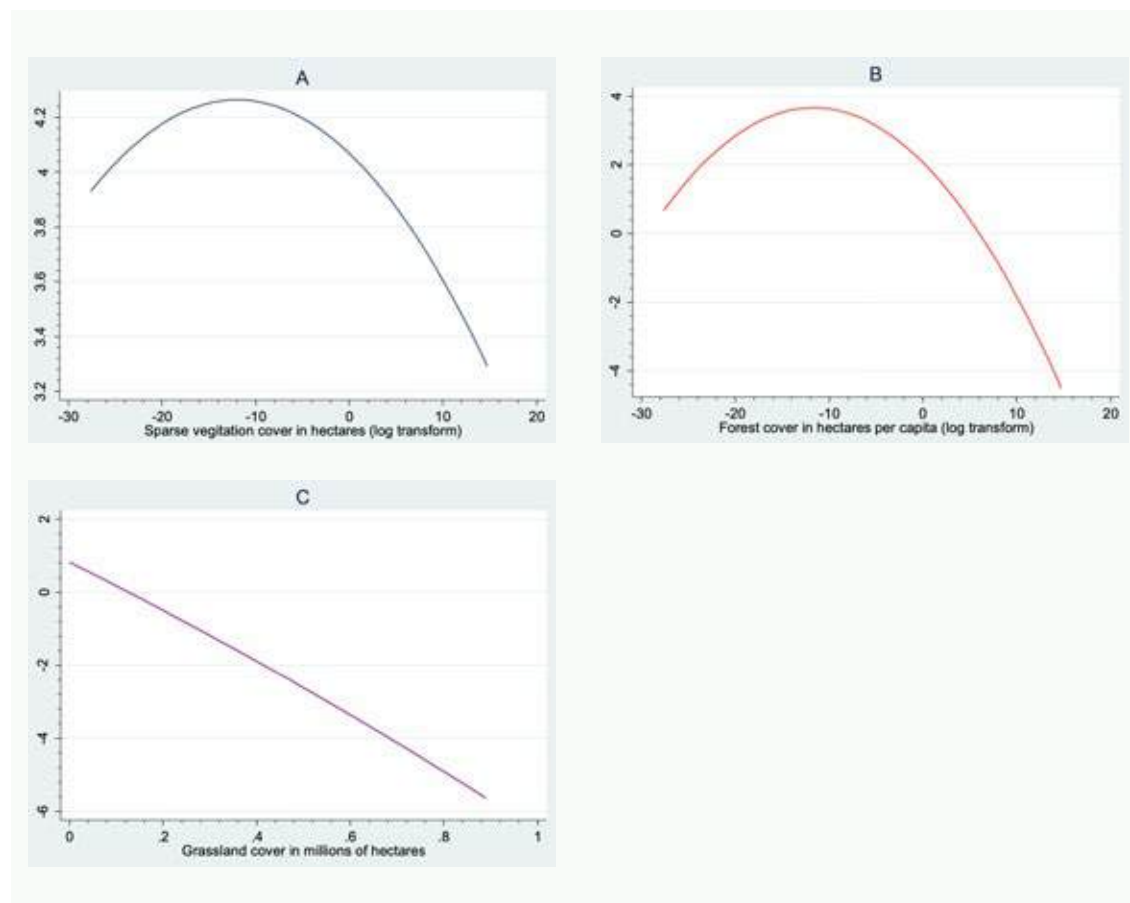 A
4.2
4
3.8
3.6
3.4
3.2
-30 -20 -10 0 10 20
Sparse vegitation cover in hectares (log transform)
B
4
2
0
-2
-4
-30 -20 -10 0 10 20
Forest cover in hectares per capita (log transform)
C
2
0
-2
-4
-6
0 .2 .4 .6 .8 1
Grassland cover in millions of hectares